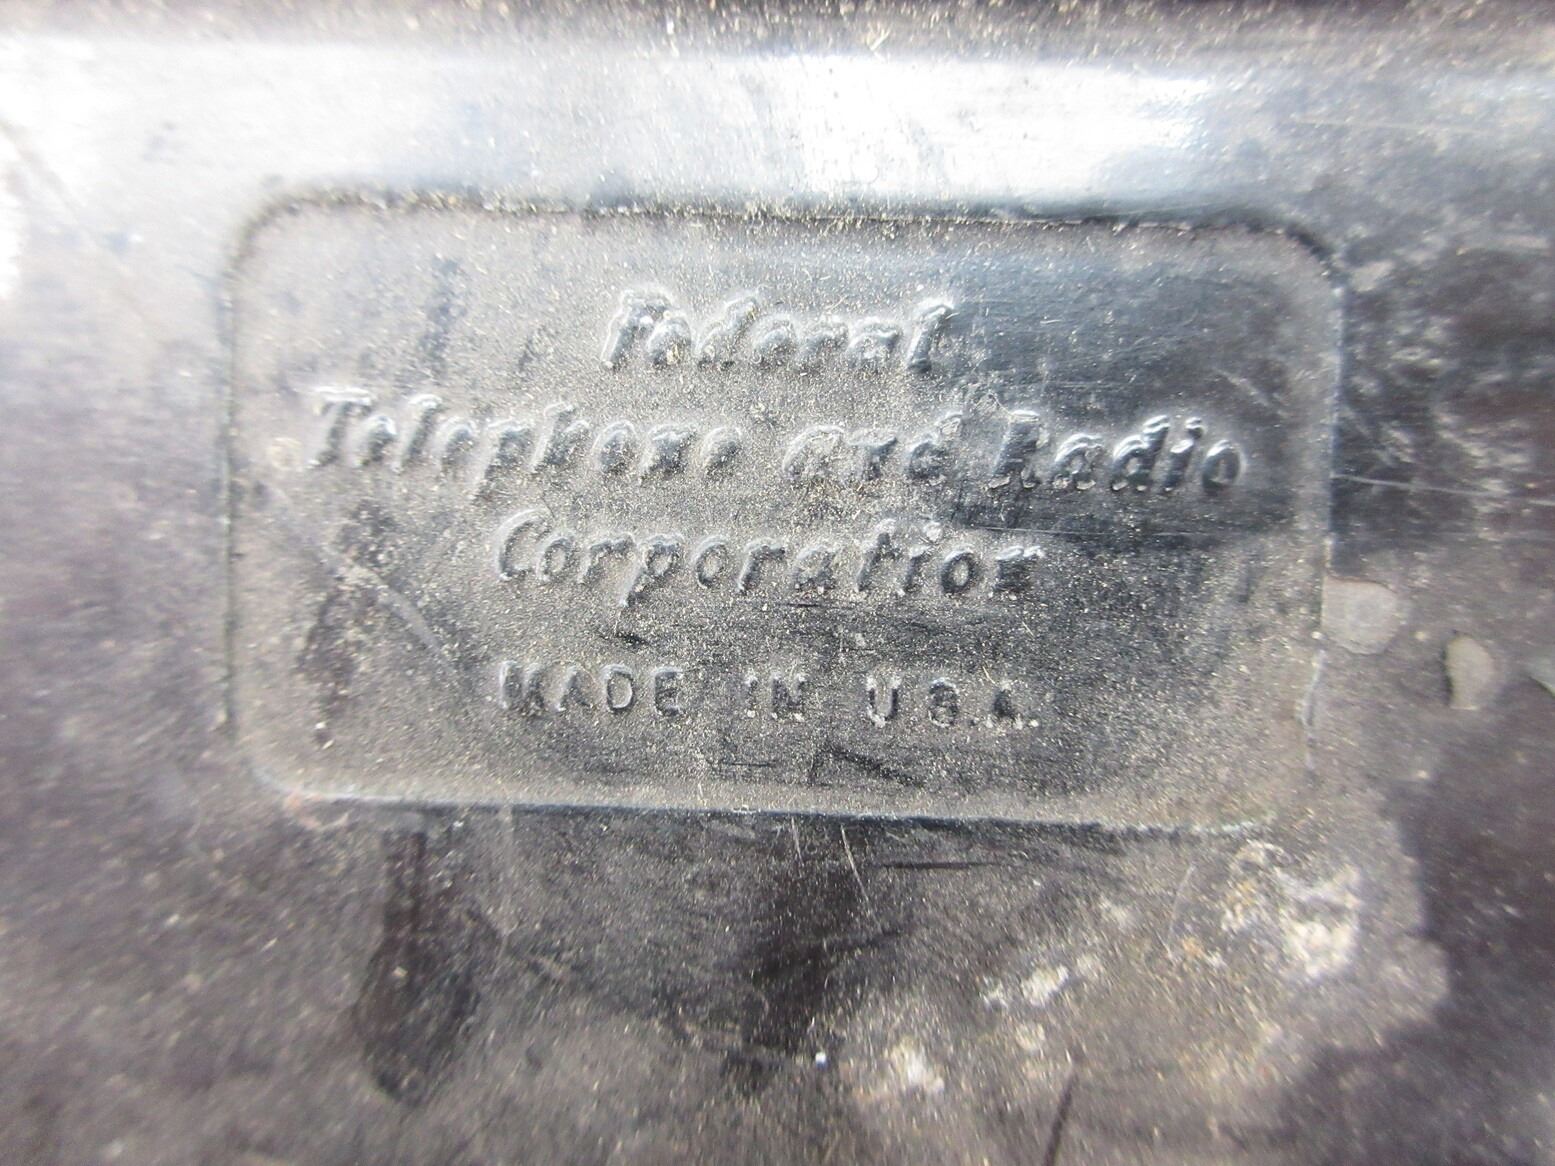 Federal
Telephone and Radio
Corporation
MADE IN U.S.A.